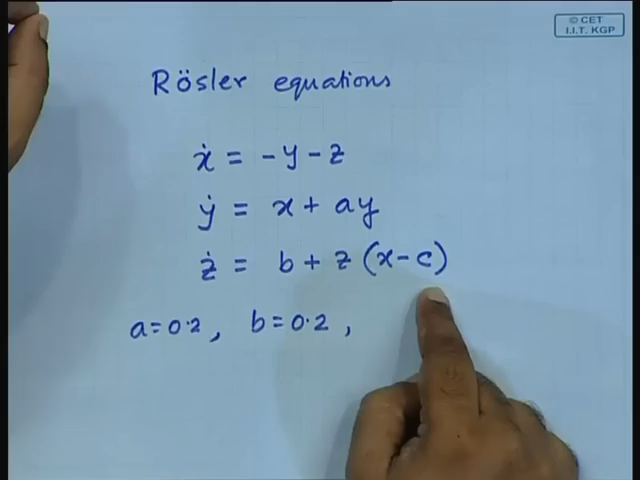 © CET
I.I.T. KGP
Rösler equations
ẋ = -y - z
ẏ = x + ay
ż = b + z (x - c)
a = 0.2, b = 0.2,